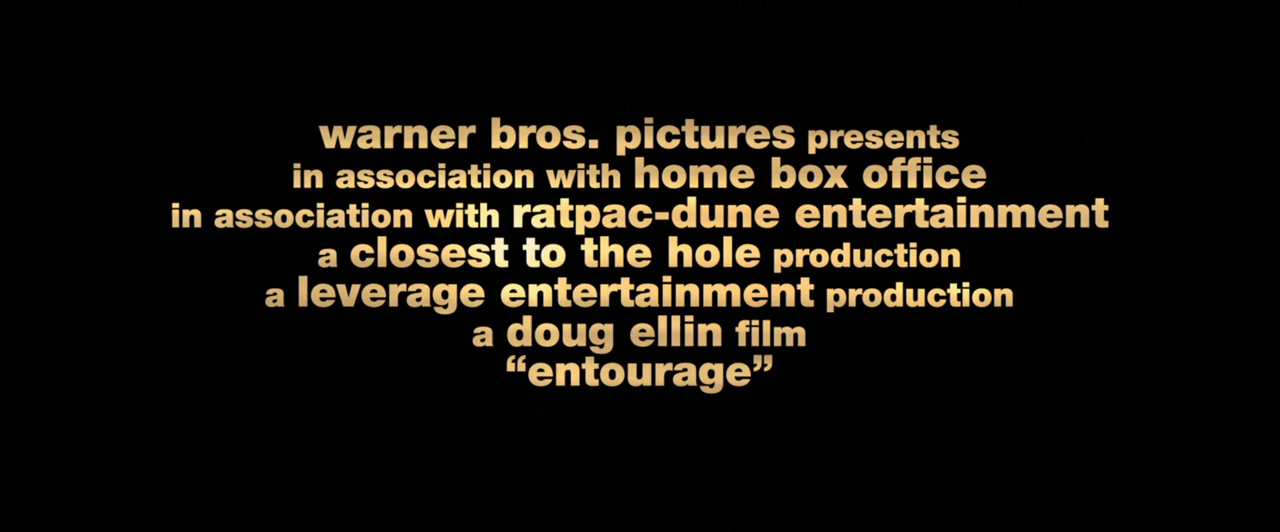 warner bros. pictures presents
in association with home box office
in association with ratpac-dune entertainment
a closest to the hole production
a leverage entertainment production
a doug ellin film
“entourage”